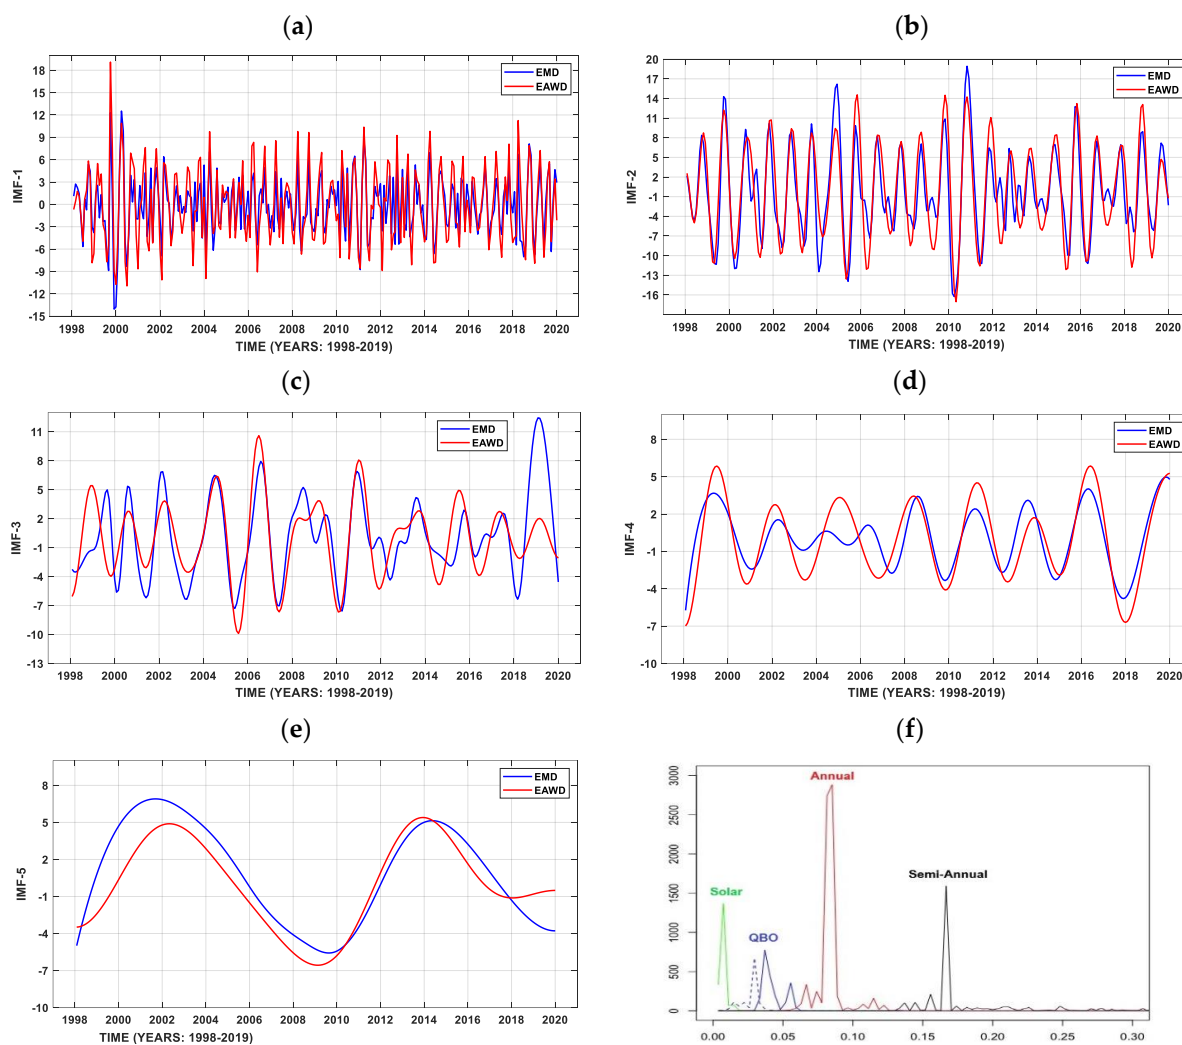 (a)
18
15
12
9
6
3
0
-3
-6
-9
-12
-15
IMF-1
EMD
EAWD
1998 2000 2002 2004 2006 2008 2010 2012 2014 2016 2018 2020
TIME (YEARS: 1998-2019)
(b)
20
17
14
11
8
5
2
-1
-4
-7
-10
-13
-16
IMF-2
EMD
EAWD
1998 2000 2002 2004 2006 2008 2010 2012 2014 2016 2018 2020
TIME (YEARS: 1998-2019)
(c)
11
8
5
2
-1
-4
-7
-10
-13
IMF-3
EMD
EAWD
1998 2000 2002 2004 2006 2008 2010 2012 2014 2016 2018 2020
TIME (YEARS: 1998-2019)
(d)
8
5
2
-1
-4
-7
-10
IMF-4
EMD
EAWD
1998 2000 2002 2004 2006 2008 2010 2012 2014 2016 2018 2020
TIME (YEARS: 1998-2019)
(e)
8
5
2
-1
-4
-7
-10
IMF-5
EMD
EAWD
1998 2000 2002 2004 2006 2008 2010 2012 2014 2016 2018 2020
TIME (YEARS: 1998-2019)
(f)
3000
2500
2000
1500
1000
500
0
Annual
Semi-Annual
Solar
QBO
0.00 0.05 0.10 0.15 0.20 0.25 0.30